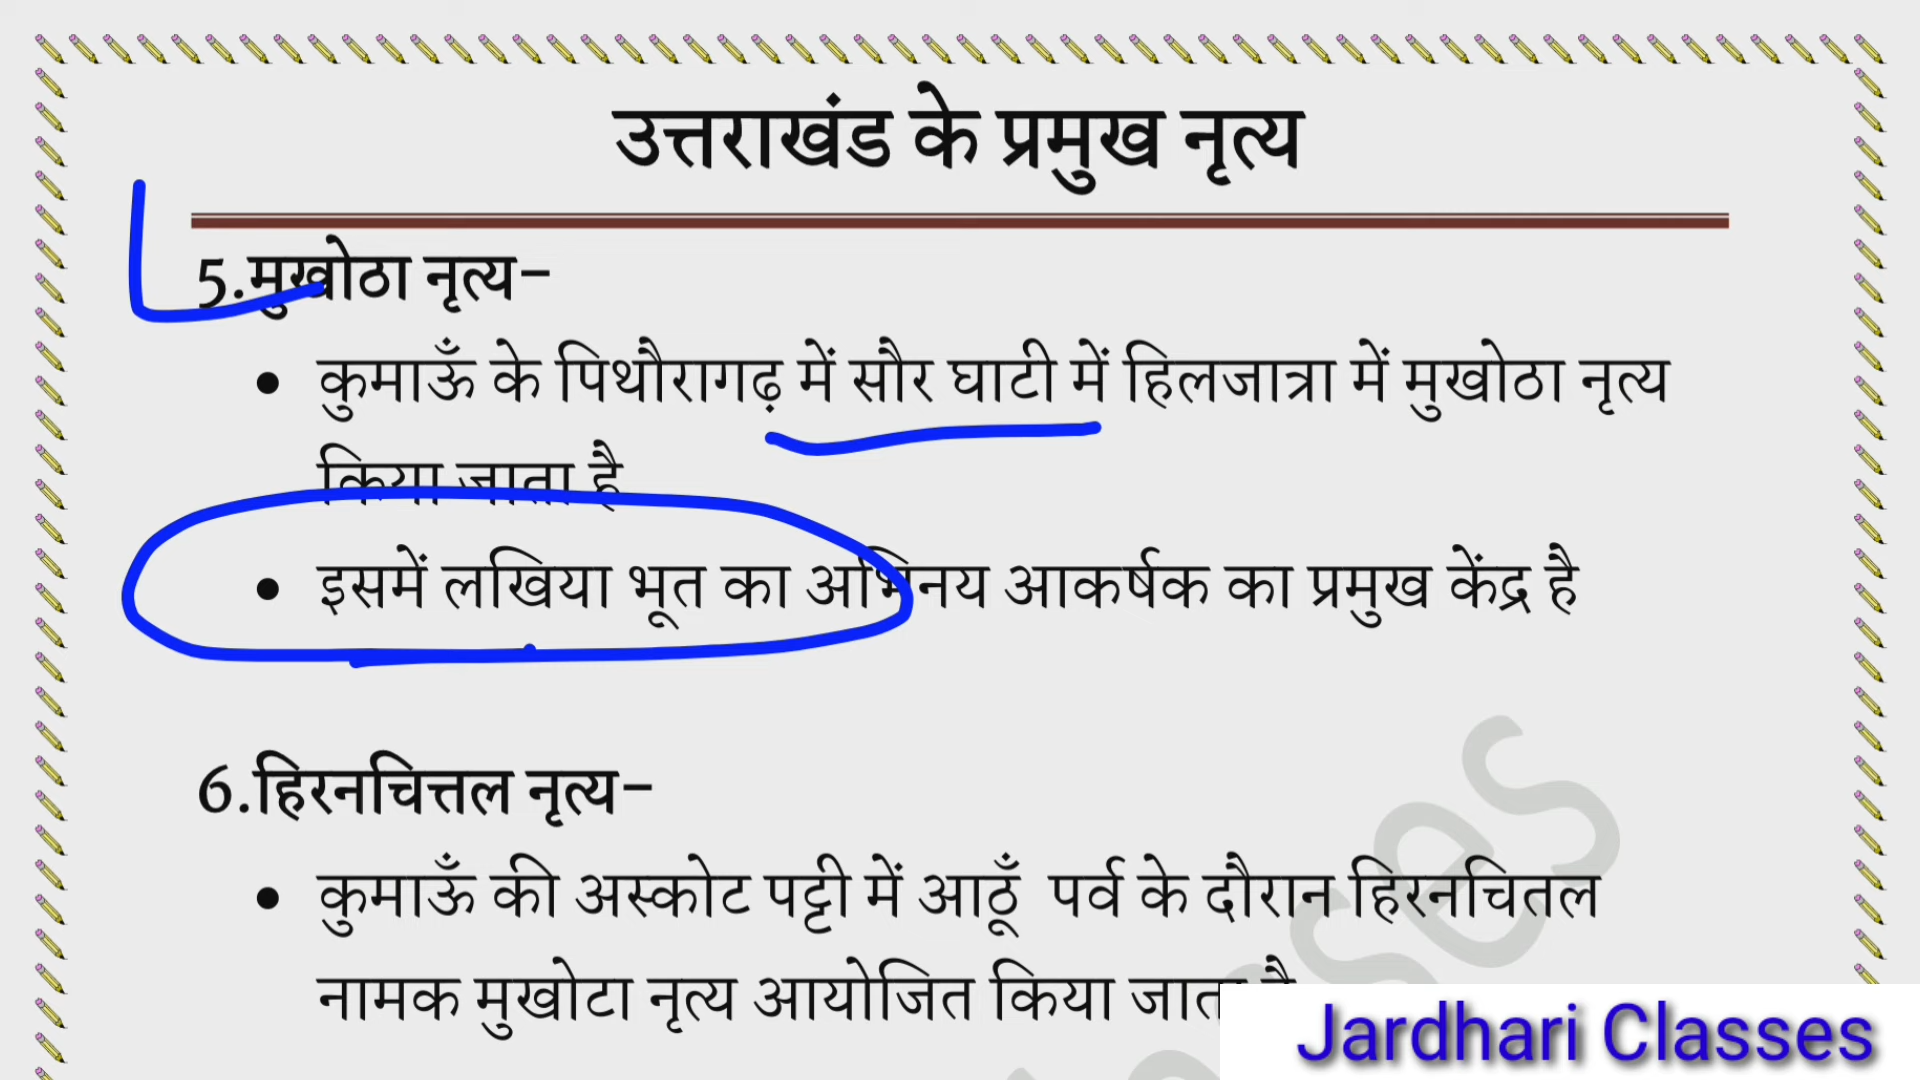 उत्तराखंड के प्रमुख नृत्य
5.मुखोठा नृत्य–
• कुमाऊँ के पिथौरागढ़ में सौर घाटी में हिलजात्रा में मुखोठा नृत्य
किया जाता है
• इसमें लखिया भूत का अभिनय आकर्षक का प्रमुख केंद्र है
6.हिरनचित्तल नृत्य–
• कुमाऊँ की अस्कोट पट्टी में आठूँ पर्व के दौरान हिरनचितल
नामक मुखोटा नृत्य आयोजित किया जाता है
Jardhari Classes